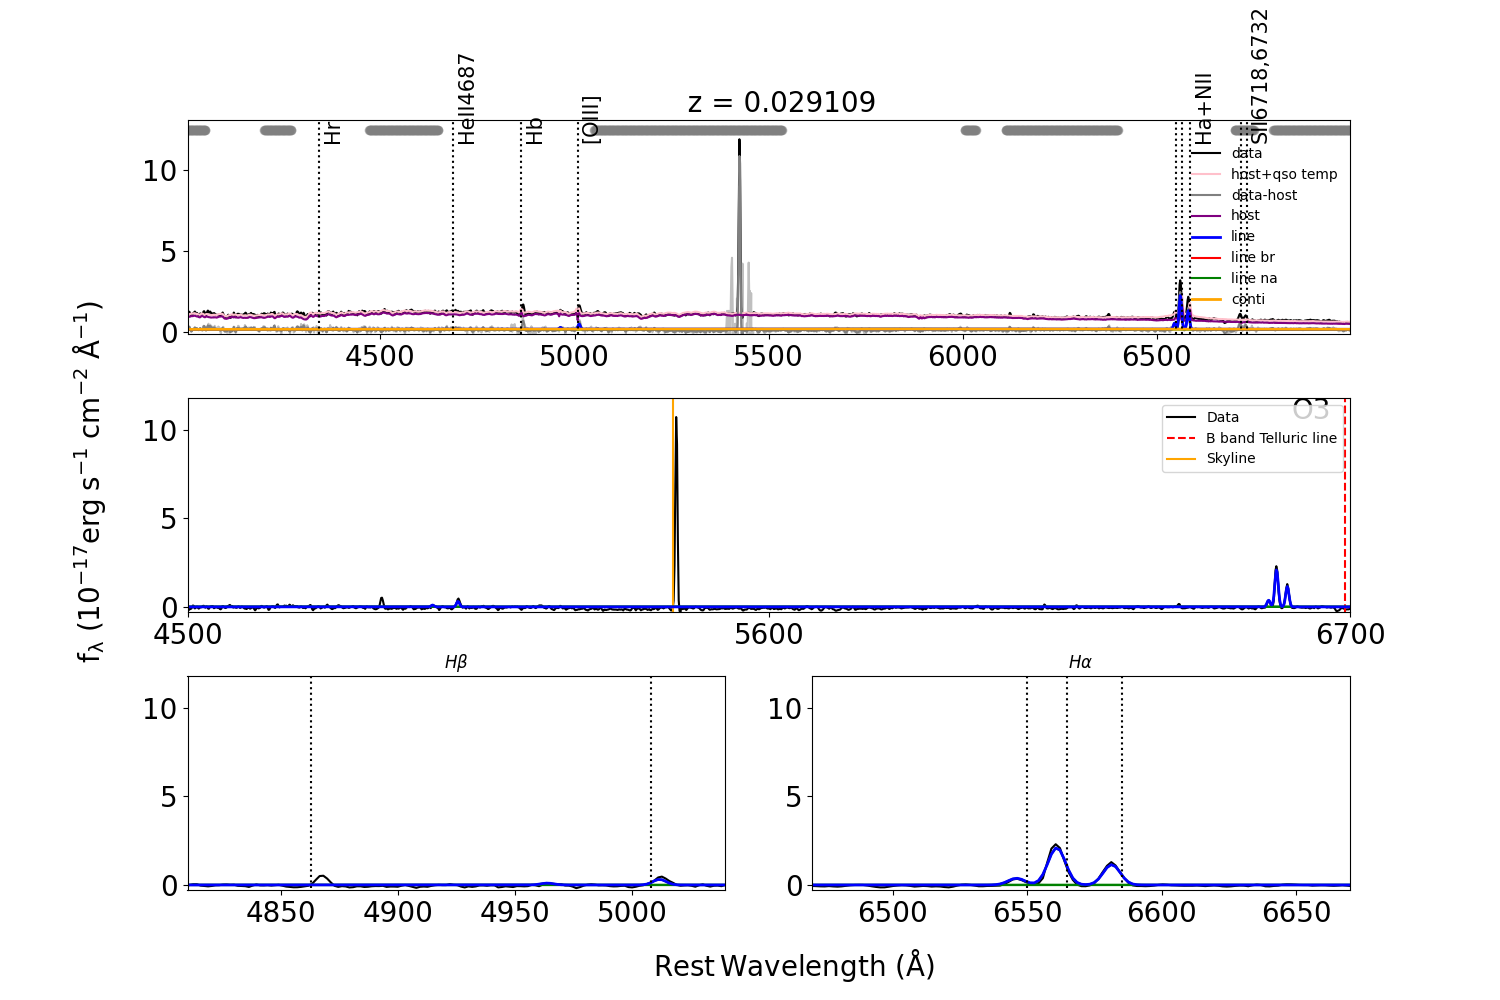 z = 0.029109
Hr
HeII4687
Hb
[OIII]
Ha+NII
SII6718,6732
data
host+qso temp
data-host
host
line
line br
line na
conti
10
5
0
4500 5000 5500 6000 6500
O3
Data
B band Telluric line
Skyline
10
5
0
4500 5600 6700
fλ (10−17erg s−1 cm−2 Å−1)
Hβ
10
5
0
4850 4900 4950 5000
Hα
10
5
0
6500 6550 6600 6650
Rest Wavelength (Å)